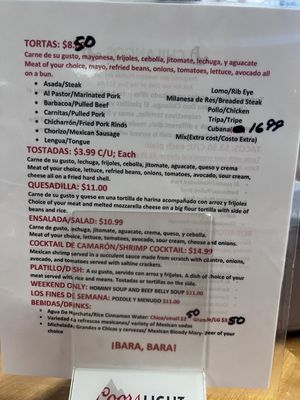 TORTAS: $8.50
Carne de su gusto, mayonesa, frijoles, cebolla, jitomate, lechuga, y aguacate
Meat of your choice, mayo, refried beans, onions, tomatoes, lettuce, avocado all
on a bun.
• Asada/Steak Lomo/Rib Eye
• Al Pastor/Marinated Pork Milanesa de Res/Breaded Steak
• Barbacoa/Pulled Beef Pollo/Chicken
• Carnitas/Pulled Pork Tripa/Tripe
• Chicharrón/Fried Pork Rinds Cubana 1699
• Chorizo/Mexican Sausage Mix(Extra cost/Costo Extra)
• Lengua/Tongue
TOSTADAS: $3.99 C/U; Each
Carne de su gusto, lechuga, frijoles, cebolla, jitomate, aguacate, queso y crema
Meat of your choice, lettuce, refried beans, onions, tomatoes, avocado, sour cream,
cheese all on a fried hard shell.
QUESADILLA: $11.00
Carne de su gusto y queso en una tortilla de harina acompañado con arroz y frijoles
Choice of your meat and melted mozzarella cheese on a big flour tortilla with side of
beans and rice.
ENSALADA/SALAD: $10.99
Carne de gusto, lechuga, jitomate, aguacate, crema, queso, y cebolla.
Meat of your choice, lettuce, tomatoes, avocado, sour cream, cheese and onions.
COCKTAIL DE CAMARÓN/SHRIMP COCKTAIL: $14.99
Mexican shrimp served in a succulent sauce made from scratch with cilantro, onions,
avocado, and tomatoes served with saltine crackers.
PLATILLO/DISH: A su gusto, servido con arroz y frijoles. A dish of choice of your
meat served with rice and beans. Tostadas or tortillas on the side.
WEEKEND ONLY: HOMINY SOUP AND BEEF BELLY SOUP $11.00
LOS FINES DE SEMANA: POZOLE Y MENUDO $11.00
BEBIDAS/DRINKS:
• Agua De Horchata/Rice Cinnamon Water: Chica/small $2.50 Grande/LG $ 50
• Variedad de refrescos mexicanos/ variety of Mexican sodas
• Michelada: Grandes o Chicas y cervezas/ Mexican Bloody Mary- beer of your
choice
¡BARA, BARA!
Coors LIGHT